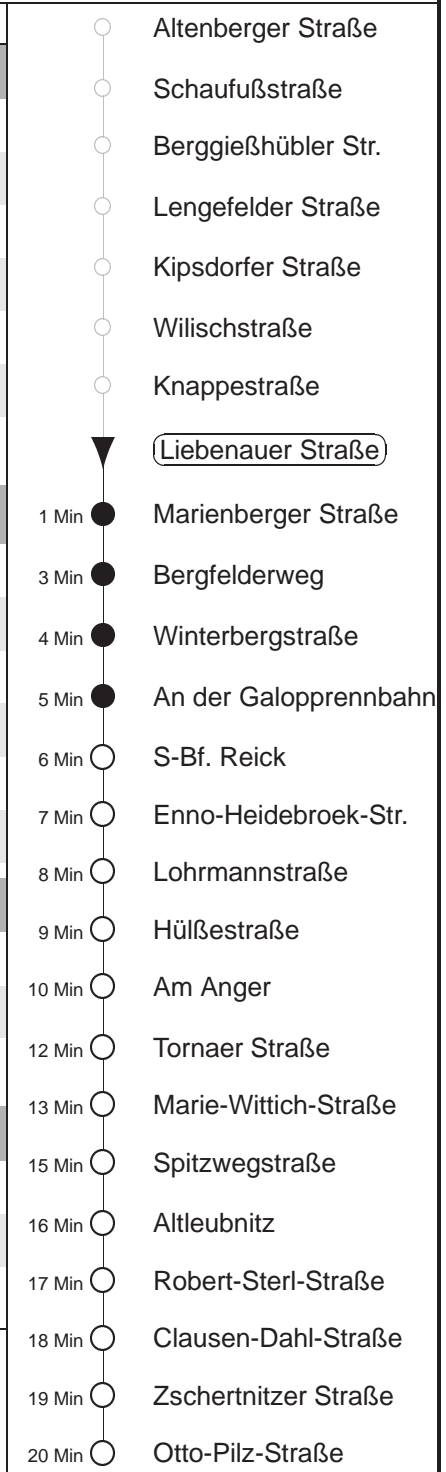 Altenberger Straße
Schaufußstraße
Berggießhübler Str.
Lengefelder Straße
Kipsdorfer Straße
Wilischstraße
Knappestraße
Liebenauer Straße
1 Min Marienberger Straße
3 Min Bergfelderweg
4 Min Winterbergstraße
5 Min An der Galopprennbahn
6 Min S-Bf. Reick
7 Min Enno-Heidebroek-Str.
8 Min Lohrmannstraße
9 Min Hülßestraße
10 Min Am Anger
12 Min Tornaer Straße
13 Min Marie-Wittich-Straße
15 Min Spitzwegstraße
16 Min Altleubnitz
17 Min Robert-Sterl-Straße
18 Min Clausen-Dahl-Straße
19 Min Zschertnitzer Straße
20 Min Otto-Pilz-Straße